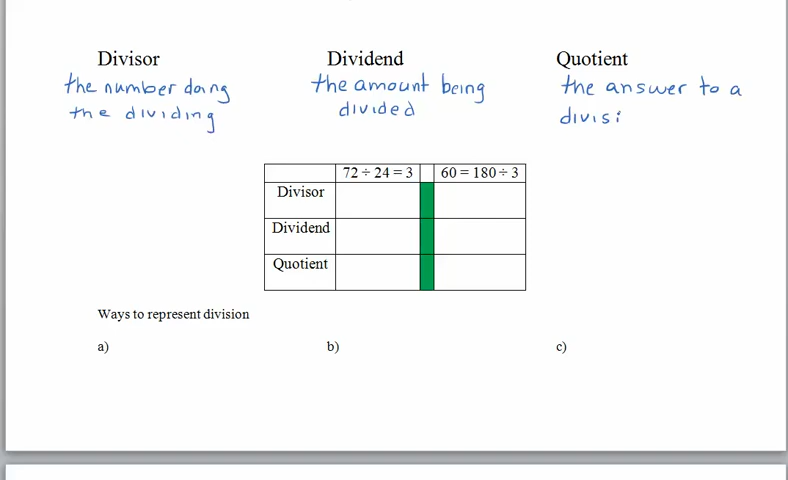 Divisor Dividend Quotient
the number doing the amount being the answer to a
the dividing divided divisi
72 ÷ 24 = 3 60 = 180 ÷ 3
Divisor
Dividend
Quotient
Ways to represent division
a) b) c)